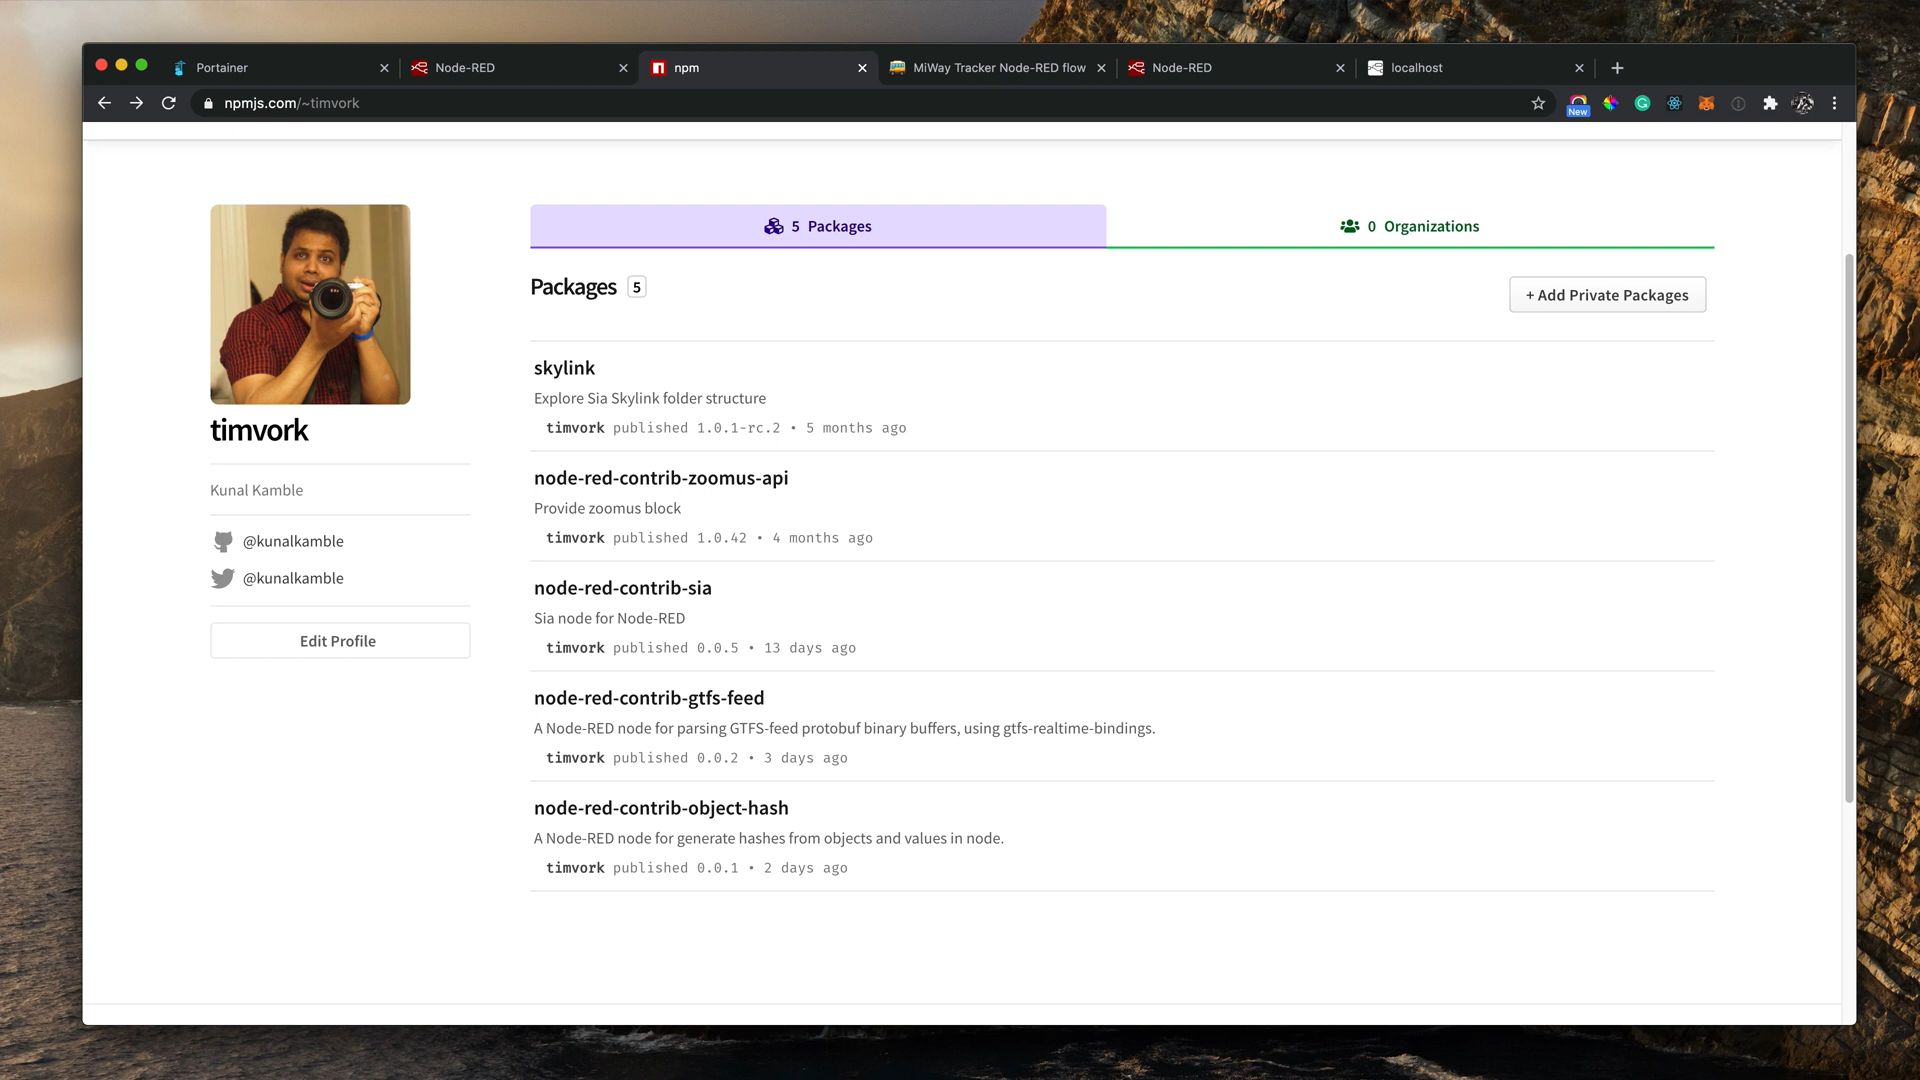 Portainer
Node-RED
npm
MiWay Tracker Node-RED flow
Node-RED
localhost
npmjs.com/~timvork
New
5 Packages
0 Organizations
Packages 5
+ Add Private Packages
timvork
Kunal Kamble
@kunalkamble
@kunalkamble
Edit Profile
skylink
Explore Sia Skylink folder structure
timvork published 1.0.1-rc.2 • 5 months ago
node-red-contrib-zoomus-api
Provide zoomus block
timvork published 1.0.42 • 4 months ago
node-red-contrib-sia
Sia node for Node-RED
timvork published 0.0.5 • 13 days ago
node-red-contrib-gtfs-feed
A Node-RED node for parsing GTFS-feed protobuf binary buffers, using gtfs-realtime-bindings.
timvork published 0.0.2 • 3 days ago
node-red-contrib-object-hash
A Node-RED node for generate hashes from objects and values in node.
timvork published 0.0.1 • 2 days ago